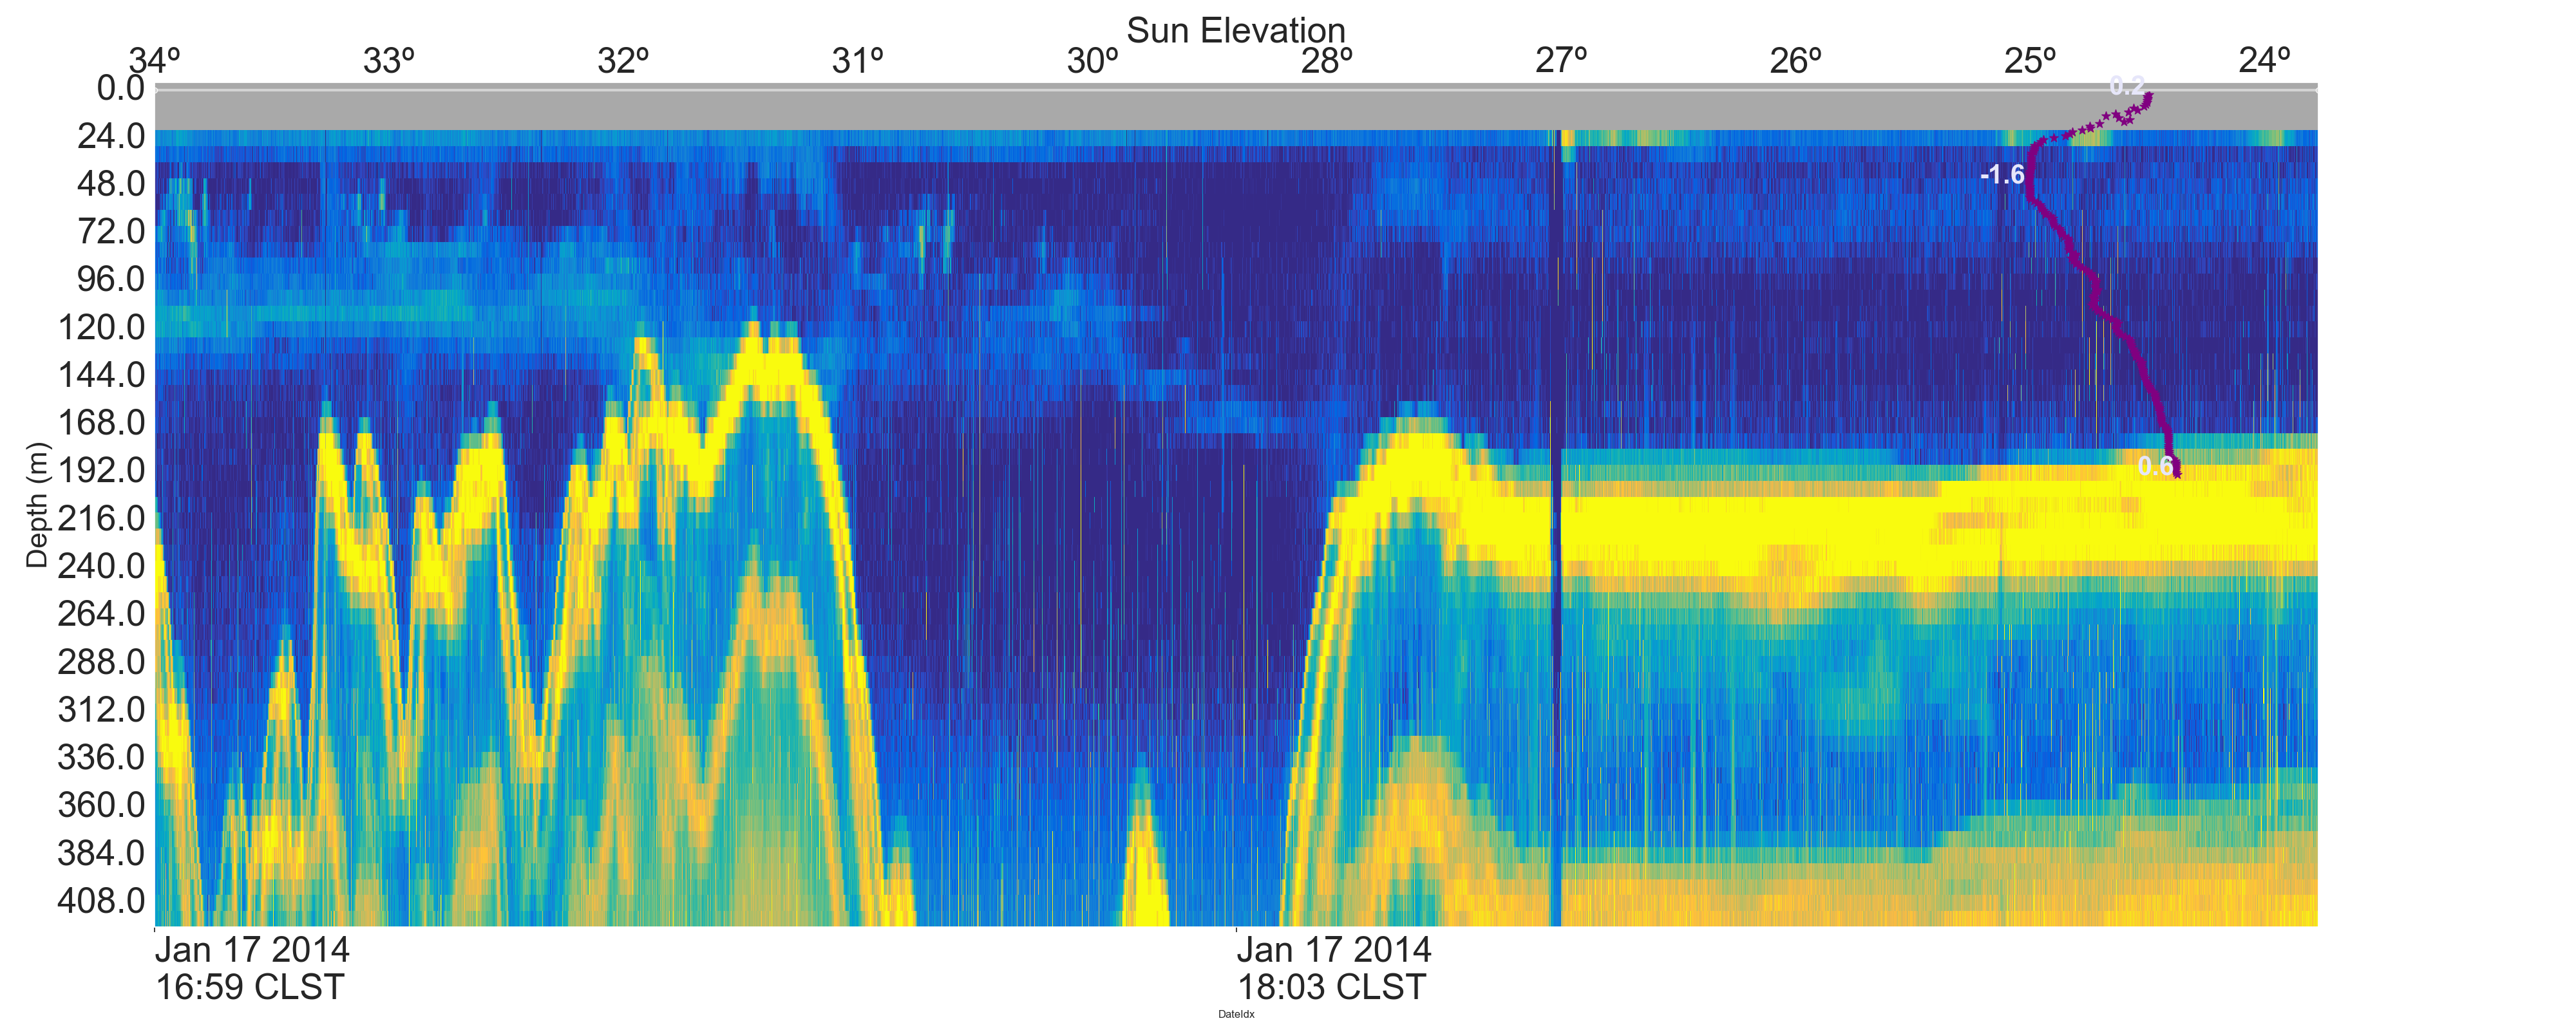 Sun Elevation
34º 33º 32º 31º 30º 29º 28º 27º 26º 25º 24º
0.0
24.0
48.0
72.0
96.0
120.0
144.0
168.0
192.0
216.0
240.0
264.0
288.0
312.0
336.0
360.0
384.0
408.0
Depth (m)
0.2
-1.6
0.6
Jan 17 2014
16:59 CLST
Jan 17 2014
18:03 CLST
DateIdx